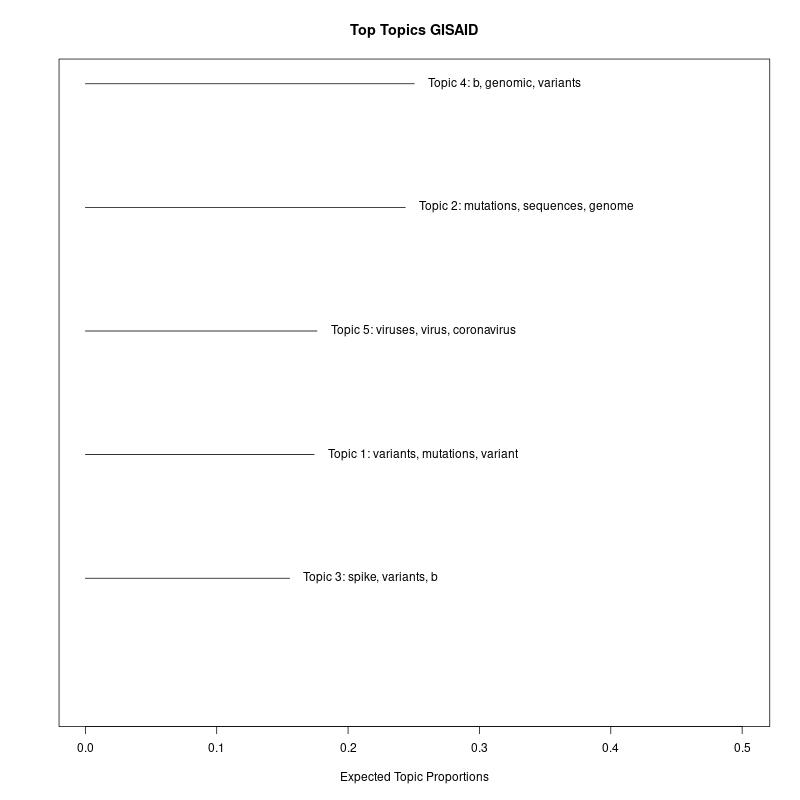 Top Topics GISAID
Topic 4: b, genomic, variants
Topic 2: mutations, sequences, genome
Topic 5: viruses, virus, coronavirus
Topic 1: variants, mutations, variant
Topic 3: spike, variants, b
0.0 0.1 0.2 0.3 0.4 0.5
Expected Topic Proportions